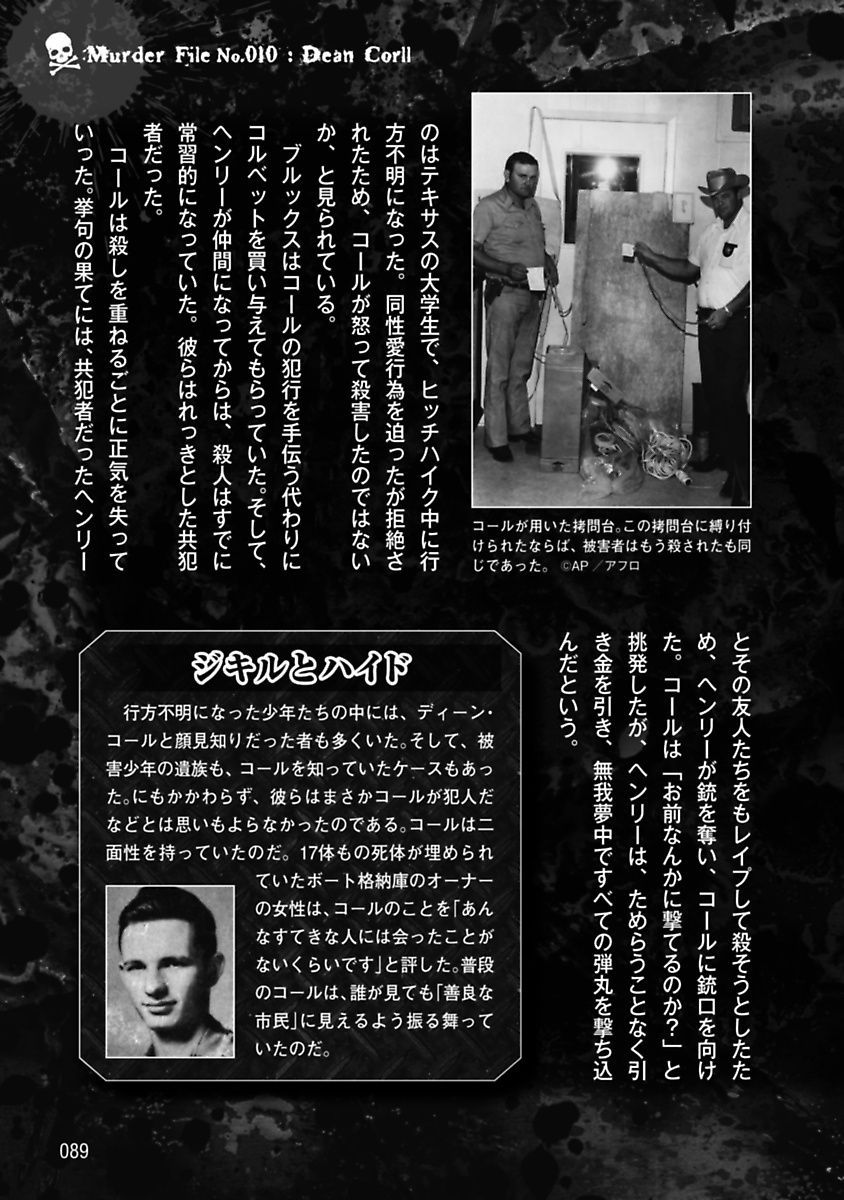 Murder File No.010 : Dean Corll
のはテキサスの大学生で、ヒッチハイク中に行
方不明になった。同性愛行為を迫ったが拒絶さ
れたため、コールが怒って殺害したのではない
か、と見られている。
ブルックスはコールの犯行を手伝う代わりに
コルベットを買い与えてもらっていた。そして、
ヘンリーが仲間になってからは、殺人はすでに
常習的になっていた。彼らはれっきとした共犯
者だった。
コールは殺しを重ねるごとに正気を失って
いった。挙句の果てには、共犯者だったヘンリー
コールが用いた拷問台。この拷問台に縛り付
けられたならば、被害者はもう殺されたも同
じであった。 ©AP／アフロ
とその友人たちをもレイプして殺そうとしたた
め、ヘンリーが銃を奪い、コールに銃口を向け
た。コールは「お前なんかに撃てるのか？」と
挑発したが、ヘンリーは、ためらうことなく引
き金を引き、無我夢中ですべての弾丸を撃ち込
んだという。
ジキルとハイド
行方不明になった少年たちの中には、ディーン・
コールと顔見知りだった者も多くいた。そして、被
害少年の遺族も、コールを知っていたケースもあっ
た。にもかかわらず、彼らはまさかコールが犯人だ
などとは思いもよらなかったのである。コールは二
面性を持っていたのだ。17体もの死体が埋められ
ていたボート格納庫のオーナー
の女性は、コールのことを「あん
なすてきな人には会ったことが
ないくらいです」と評した。普段
のコールは、誰が見ても「善良な
市民」に見えるよう振る舞って
いたのだ。
089